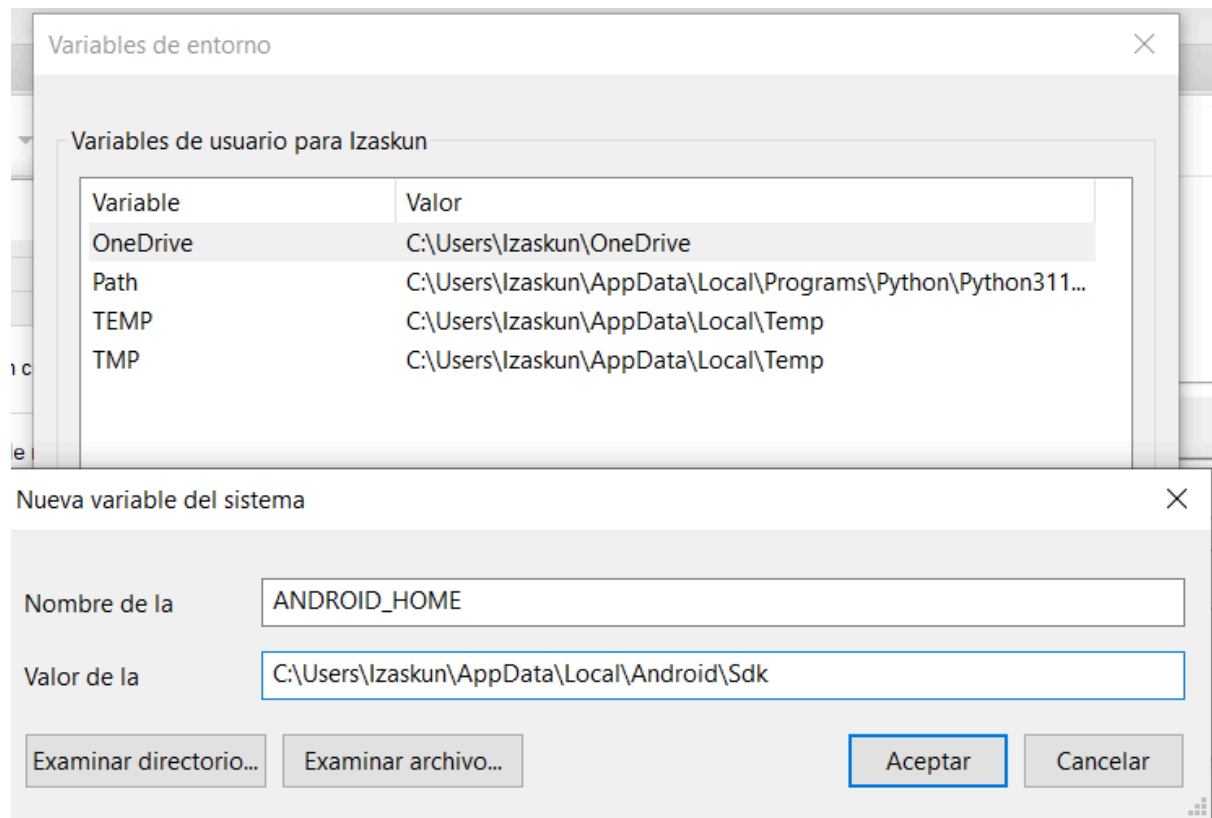 Variables de entorno
Variables de usuario para Izaskun
Variable Valor
OneDrive C:\Users\Izaskun\OneDrive
Path C:\Users\Izaskun\AppData\Local\Programs\Python\Python311...
TEMP C:\Users\Izaskun\AppData\Local\Temp
TMP C:\Users\Izaskun\AppData\Local\Temp
Nueva variable del sistema
Nombre de la ANDROID_HOME
Valor de la C:\Users\Izaskun\AppData\Local\Android\Sdk
Examinar directorio... Examinar archivo... Aceptar Cancelar